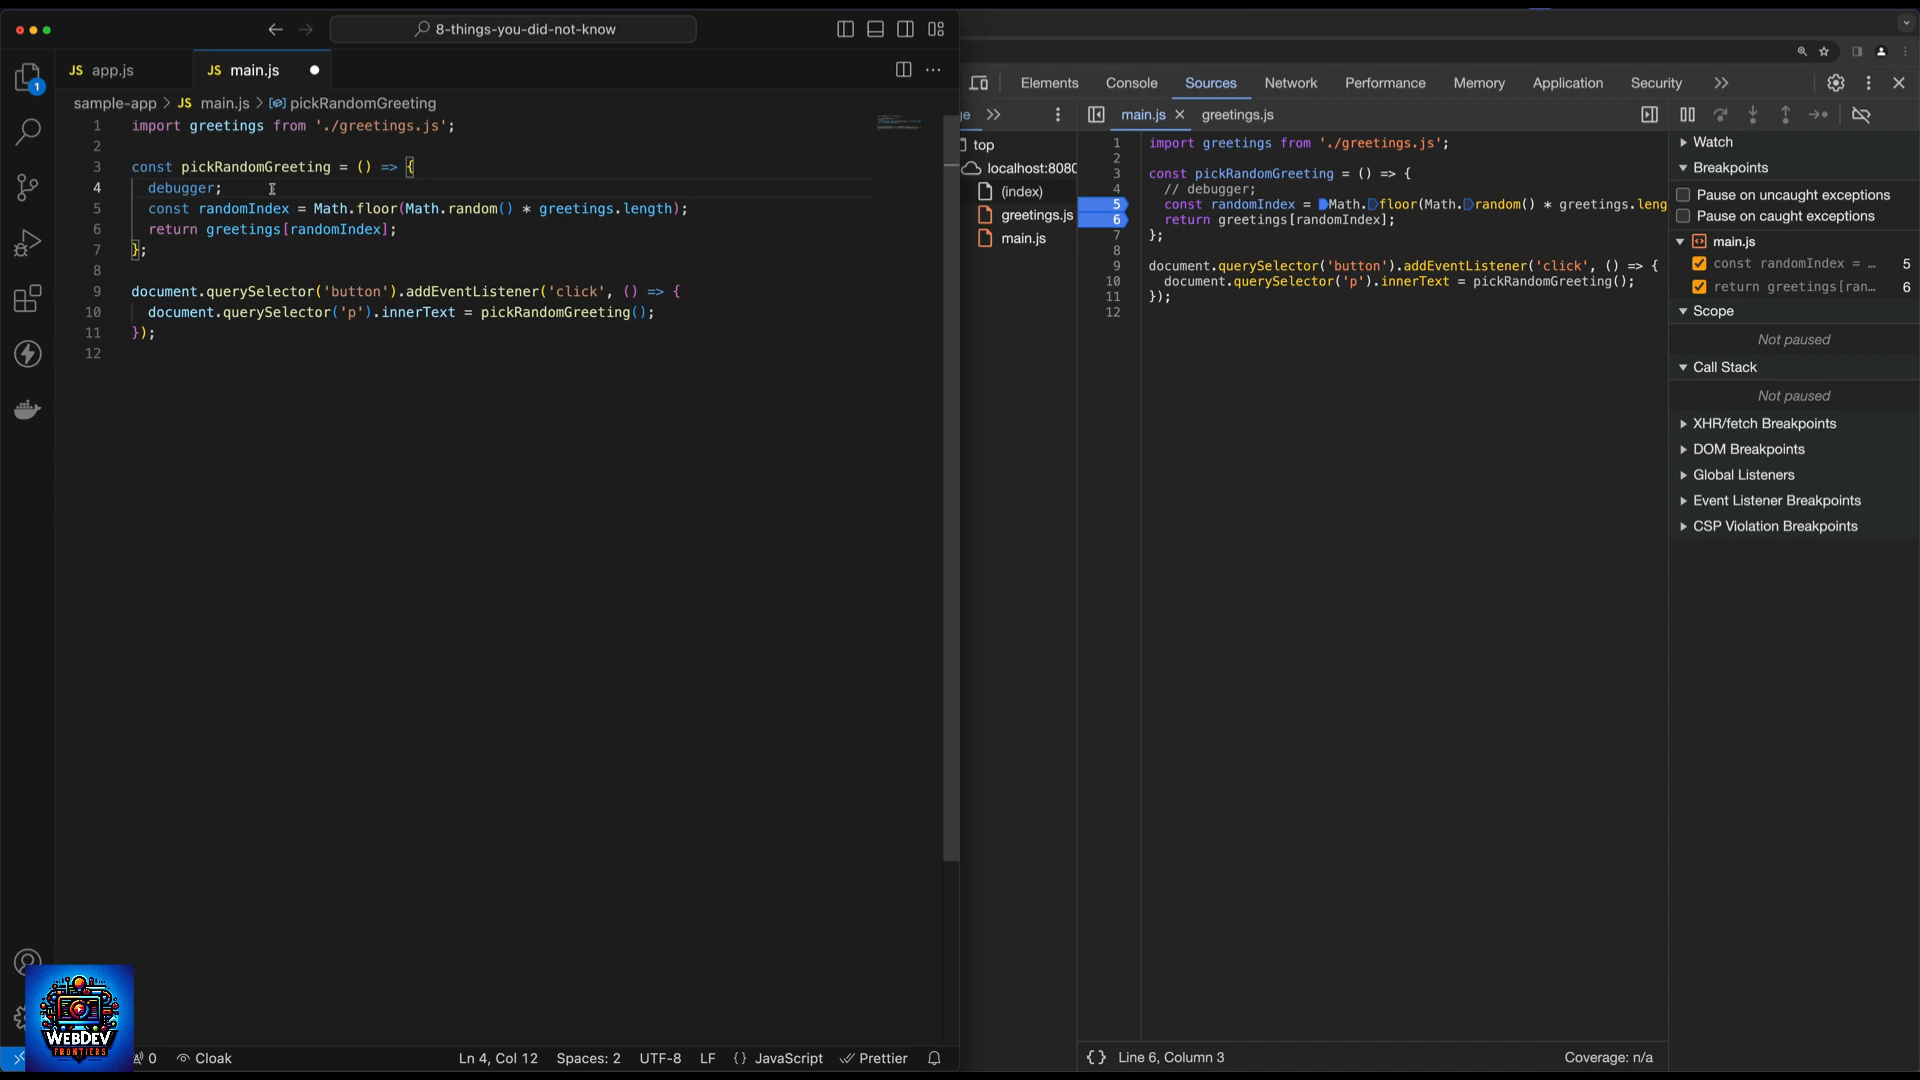 8-things-you-did-not-know
JS app.js
JS main.js
sample-app > JS main.js > pickRandomGreeting
1 import greetings from './greetings.js';
2
3 const pickRandomGreeting = () => {
4 debugger;
5 const randomIndex = Math.floor(Math.random() * greetings.length);
6 return greetings[randomIndex];
7 };
8
9 document.querySelector('button').addEventListener('click', () => {
10 document.querySelector('p').innerText = pickRandomGreeting();
11 });
12
1
WEBDEV
FRONTIERS
0 Cloak Ln 4, Col 12 Spaces: 2 UTF-8 LF {} JavaScript Prettier
Elements Console Sources Network Performance Memory Application Security
main.js greetings.js
top
localhost:8080
(index)
greetings.js
main.js
1 import greetings from './greetings.js';
2
3 const pickRandomGreeting = () => {
4 // debugger;
5 const randomIndex = Math.floor(Math.random() * greetings.leng
6 return greetings[randomIndex];
7 };
8
9 document.querySelector('button').addEventListener('click', () => {
10 document.querySelector('p').innerText = pickRandomGreeting();
11 });
12
{} Line 6, Column 3 Coverage: n/a
Watch
Breakpoints
Pause on uncaught exceptions
Pause on caught exceptions
main.js
const randomIndex = … 5
return greetings[ran… 6
Scope
Not paused
Call Stack
Not paused
XHR/fetch Breakpoints
DOM Breakpoints
Global Listeners
Event Listener Breakpoints
CSP Violation Breakpoints